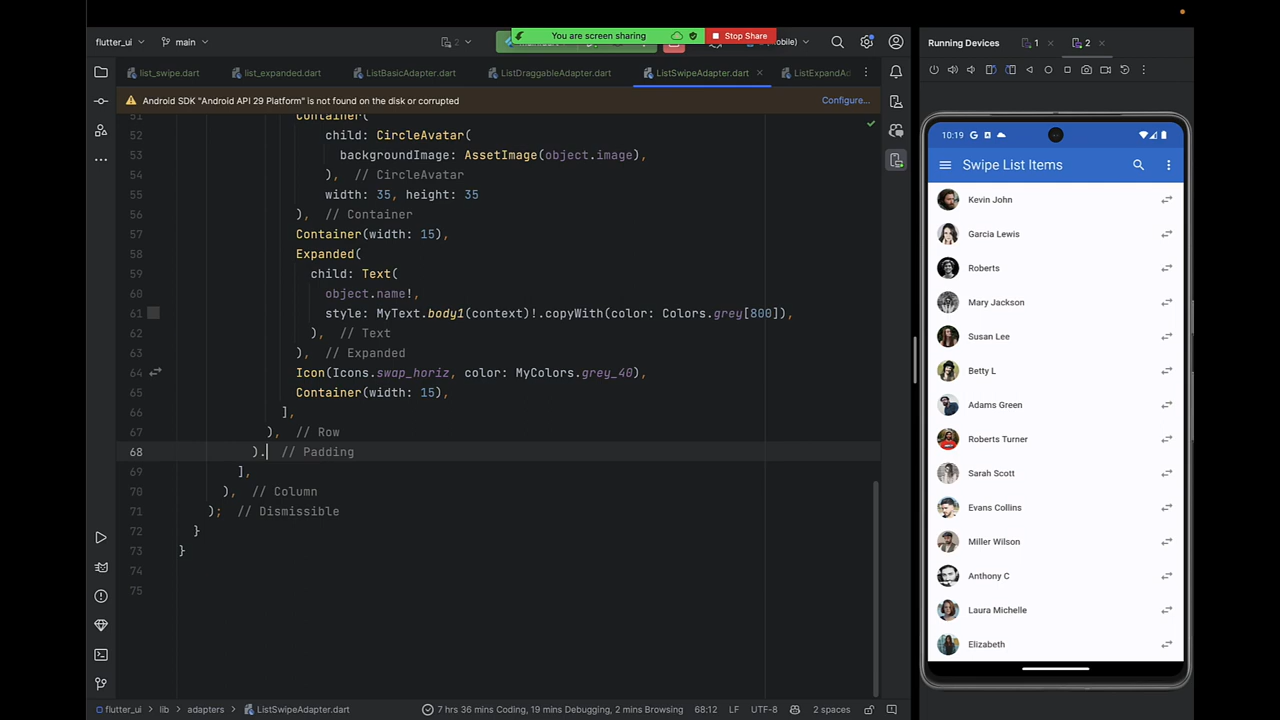 You are screen sharing
Stop Share
flutter_ui
main
2
Running Devices
1
2
list_swipe.dart
list_expanded.dart
ListBasicAdapter.dart
ListDraggableAdapter.dart
ListSwipeAdapter.dart
ListExpandAd
Android SDK "Android API 29 Platform" is not found on the disk or corrupted
Configure...
51 Container(
52 child: CircleAvatar(
53 backgroundImage: AssetImage(object.image),
54 ), // CircleAvatar
55 width: 35, height: 35
56 ), // Container
57 Container(width: 15),
58 Expanded(
59 child: Text(
60 object.name!,
61 style: MyText.body1(context)!.copyWith(color: Colors.grey[800]),
62 ), // Text
63 ), // Expanded
64 Icon(Icons.swap_horiz, color: MyColors.grey_40),
65 Container(width: 15),
66 ],
67 ), // Row
68 ). // Padding
69 ],
70 ), // Column
71 ); // Dismissible
72 }
73 }
74
75
flutter_ui
lib
adapters
ListSwipeAdapter.dart
7 hrs 36 mins Coding, 19 mins Debugging, 2 mins Browsing
68:12
LF
UTF-8
2 spaces
10:19
Swipe List Items
Kevin John
Garcia Lewis
Roberts
Mary Jackson
Susan Lee
Betty L
Adams Green
Roberts Turner
Sarah Scott
Evans Collins
Miller Wilson
Anthony C
Laura Michelle
Elizabeth